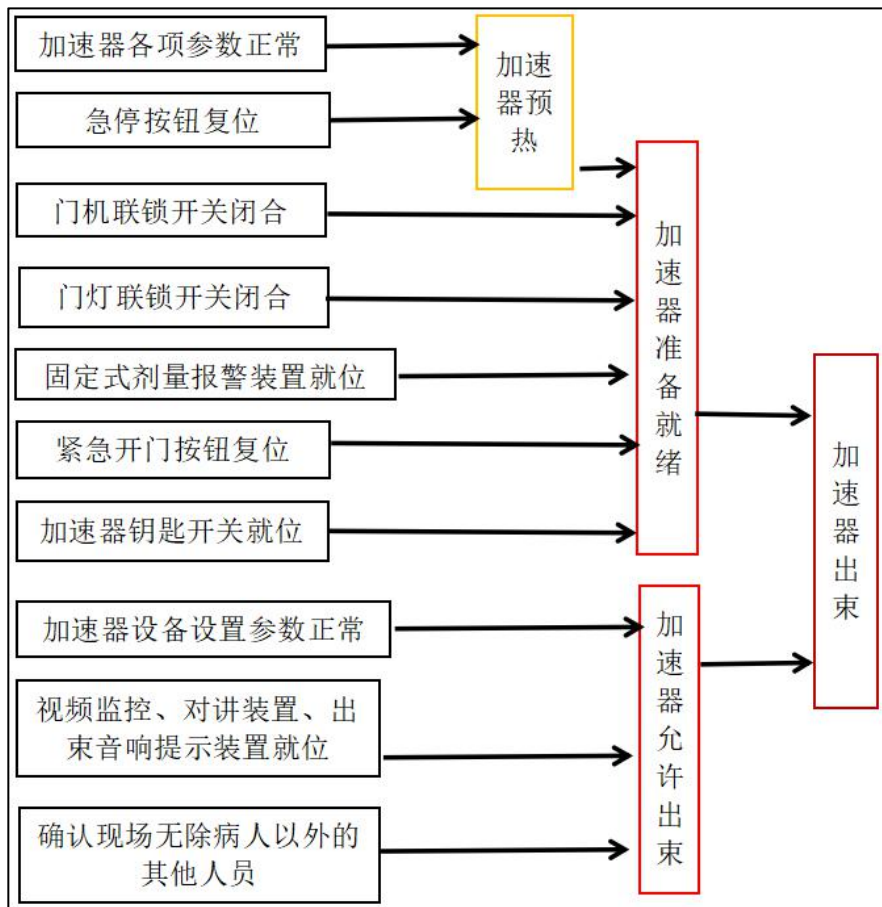 加速器各项参数正常
急停按钮复位
加速
器预
热
门机联锁开关闭合
门灯联锁开关闭合
固定式剂量报警装置就位
紧急开门按钮复位
加速器钥匙开关就位
加
速
器
准
备
就
绪
加速器设备设置参数正常
视频监控、对讲装置、出
束音响提示装置就位
确认现场无除病人以外的
其他人员
加
速
器
允
许
出
束
加
速
器
出
束